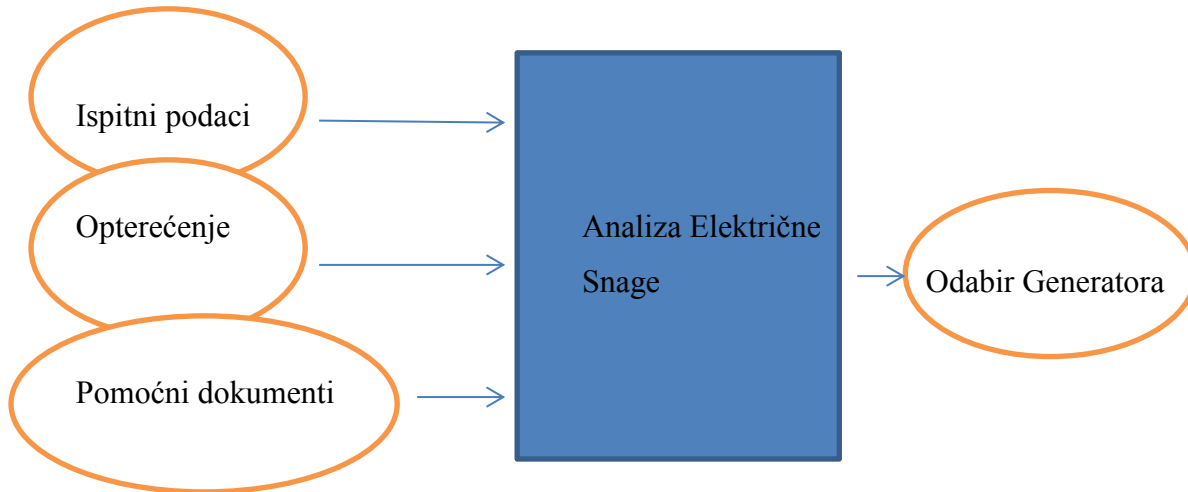 Ispitni podaci
Opterećenje
Pomoćni dokumenti
Analiza Električne
Snage
Odabir Generatora